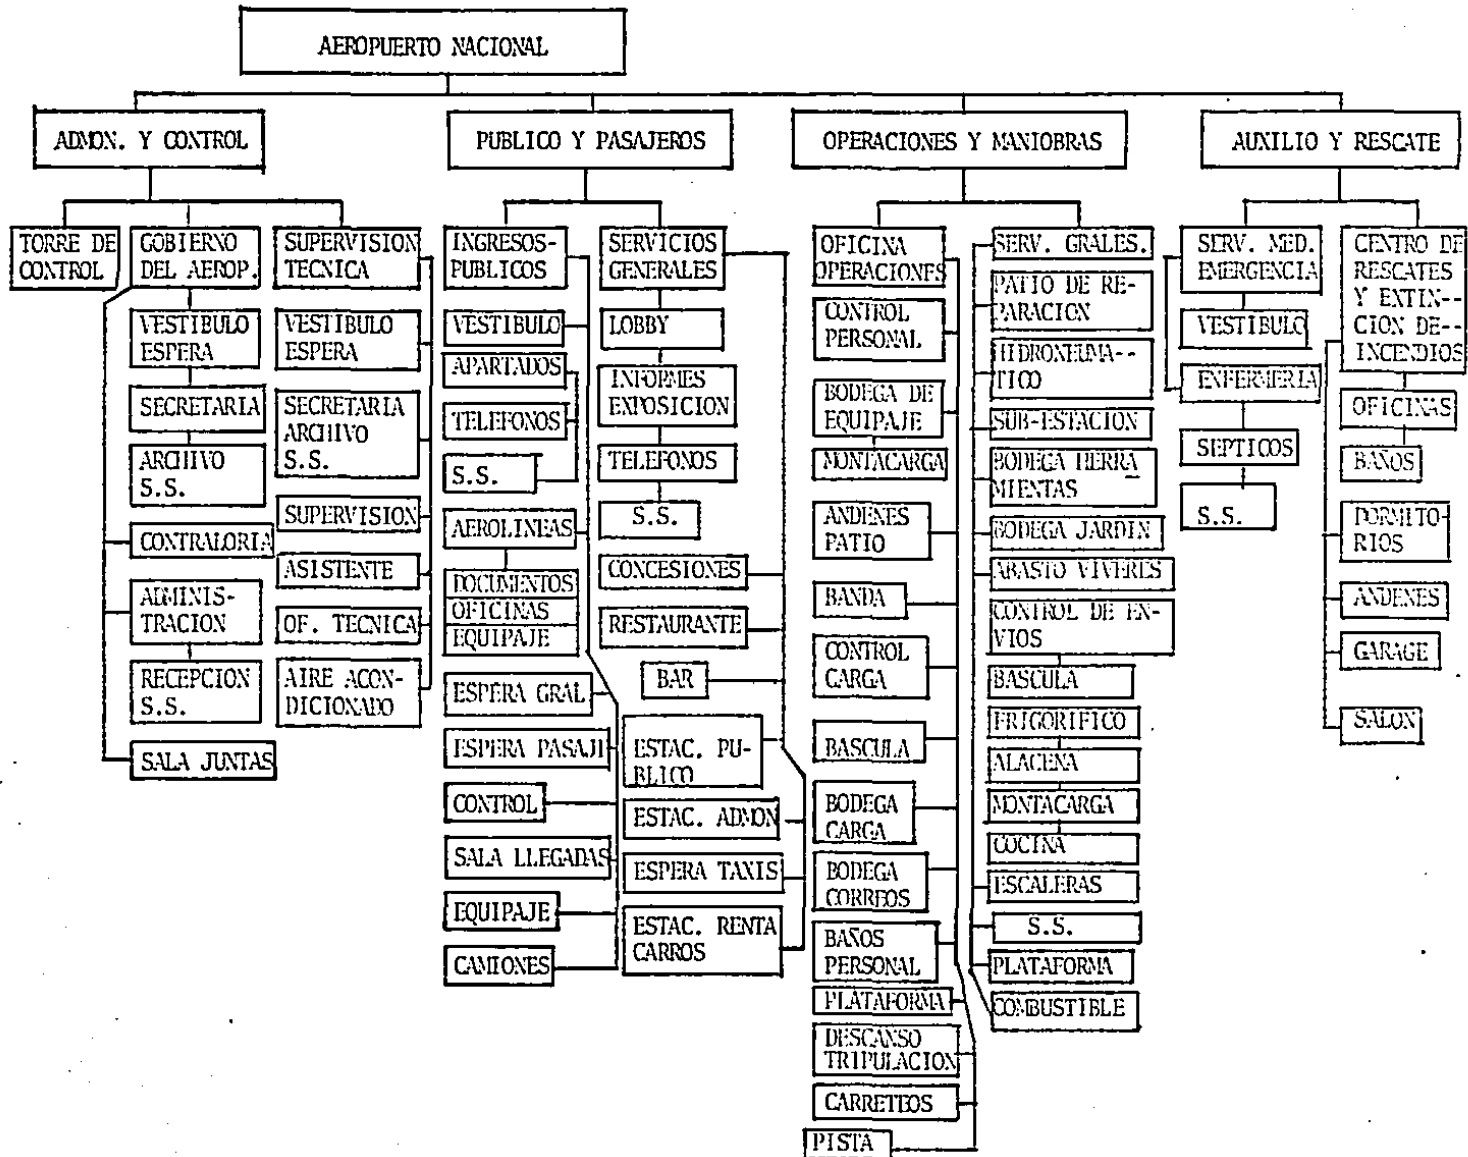 AEROPUERTO NACIONAL
ADMON. Y CONTROL
PUBLICO Y PASAJEROS
OPERACIONES Y MANIOBRAS
AUXILIO Y RESCATE
TORRE DE
CONTROL
GOBIERNO
DEL AEROP.
VESTIBULO
ESPERA
SECRETARIA
ARCHIVO
S.S.
CONTRALORIA
ADMINIS-
TRACION
RECEPCION
S.S.
SALA JUNTAS
SUPERVISION
TECNICA
VESTIBULO
ESPERA
SECRETARIA
ARCHIVO
S.S.
SUPERVISION
ASISTENTE
OF. TECNICA
AIRE ACON-
DICIONADO
INGRESOS-
PUBLICOS
VESTIBULO
APARTADOS
TELEFONOS
S.S.
AEROLINEAS
DOCUMENTOS
OFICINAS
EQUIPAJE
ESPERA GRAL
ESPERA PASAJE
CONTROL
SALA LLEGADAS
EQUIPAJE
CAMIONES
SERVICIOS
GENERALES
LOBBY
INFORMES
EXPOSICION
TELEFONOS
S.S.
CONCESIONES
RESTAURANTE
BAR
ESTAC. PU-
BLICO
ESTAC. ADMON
ESPERA TAXIS
ESTAC. RENTA
CARROS
OFICINA
OPERACIONES
CONTROL
PERSONAL
BODEGA DE
EQUIPAJE
MONTACARGA
ANDENES
PATIO
BANDA
CONTROL
CARGA
BASCULA
BODEGA
CARGA
BODEGA
CORREOS
BAÑOS
PERSONAL
PLATAFORMA
DESCANSO
TRIPULACION
CARRETEOS
PISTA
SERV. GRALES.
PATIO DE RE-
PARACION
HIDRONEUMA--
TICO
SUB-ESTACION
BODEGA HERRA
MIENTAS
BODEGA JARDIN
ABASTO VIVERES
CONTROL DE EN-
VIOS
BASCULA
FRIGORIFICO
ALACENA
MONTACARGA
COCINA
ESCALERAS
S.S.
PLATAFORMA
COMBUSTIBLE
SERV. MED.
EMERGENCIA
VESTIBULO
ENFERMERIA
SEPTICOS
S.S.
CENTRO DE
RESCATES
Y EXTIN--
CION DE--
INCENDIOS
OFICINAS
BAÑOS
DORMITO-
RIOS
ANDENES
GARAGE
SALON